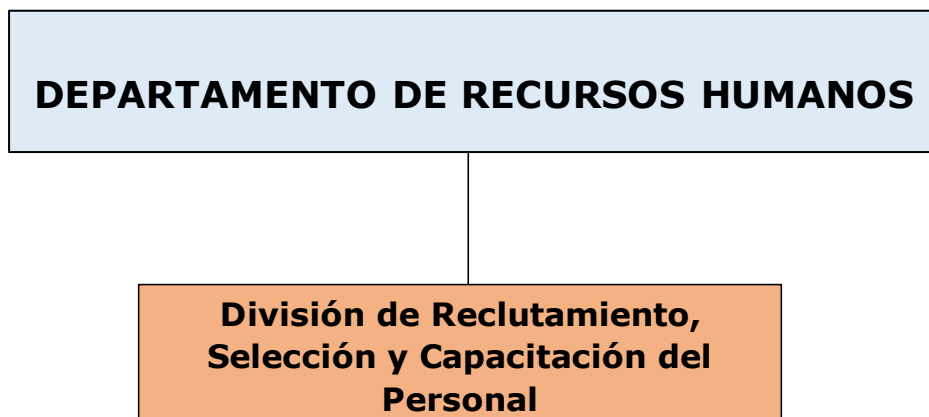 DEPARTAMENTO DE RECURSOS HUMANOS
División de Reclutamiento,
Selección y Capacitación del
Personal